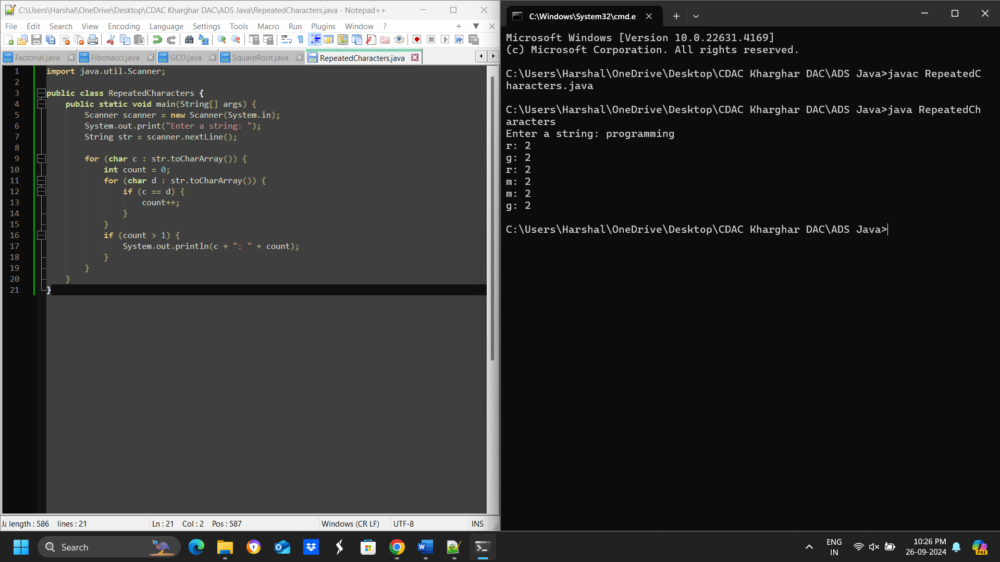 C:\Users\Harshal\OneDrive\Desktop\CDAC Kharghar DAC\ADS Java\RepeatedCharacters.java - Notepad++
File Edit Search View Encoding Language Settings Tools Macro Run Plugins Window ?
Factorial.java Fibonacci.java GCD.java SquareRoot.java RepeatedCharacters.java
1 import java.util.Scanner;
2
3 public class RepeatedCharacters {
4 public static void main(String[] args) {
5 Scanner scanner = new Scanner(System.in);
6 System.out.print("Enter a string: ");
7 String str = scanner.nextLine();
8
9 for (char c : str.toCharArray()) {
10 int count = 0;
11 for (char d : str.toCharArray()) {
12 if (c == d) {
13 count++;
14 }
15 }
16 if (count > 1) {
17 System.out.println(c + ": " + count);
18 }
19 }
20 }
21 }
Ja length : 586 lines : 21 Ln : 21 Col : 2 Pos : 587 Windows (CR LF) UTF-8 INS
C:\Windows\System32\cmd.e
Microsoft Windows [Version 10.0.22631.4169]
(c) Microsoft Corporation. All rights reserved.
C:\Users\Harshal\OneDrive\Desktop\CDAC Kharghar DAC\ADS Java>javac RepeatedC
haracters.java
C:\Users\Harshal\OneDrive\Desktop\CDAC Kharghar DAC\ADS Java>java RepeatedCh
aracters
Enter a string: programming
r: 2
g: 2
r: 2
m: 2
m: 2
g: 2
C:\Users\Harshal\OneDrive\Desktop\CDAC Kharghar DAC\ADS Java>
Search
ENG
IN
10:26 PM
26-09-2024
PRE